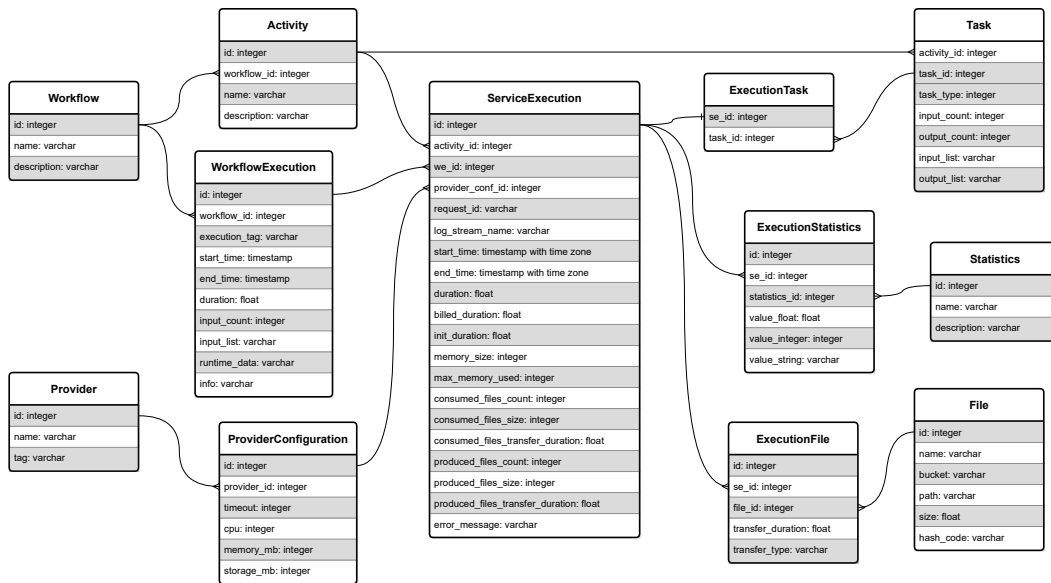 Workflow
id: integer
name: varchar
description: varchar
Activity
id: integer
workflow_id: integer
name: varchar
description: varchar
WorkflowExecution
id: integer
workflow_id: integer
execution_tag: varchar
start_time: timestamp
end_time: timestamp
duration: float
input_count: integer
input_list: varchar
runtime_data: varchar
info: varchar
Provider
id: integer
name: varchar
tag: varchar
ProviderConfiguration
id: integer
provider_id: integer
timeout: integer
cpu: integer
memory_mb: integer
storage_mb: integer
ServiceExecution
id: integer
activity_id: integer
we_id: integer
provider_conf_id: integer
request_id: varchar
log_stream_name: varchar
start_time: timestamp with time zone
end_time: timestamp with time zone
duration: float
billed_duration: float
init_duration: float
memory_size: integer
max_memory_used: integer
consumed_files_count: integer
consumed_files_size: integer
consumed_files_transfer_duration: float
produced_files_count: integer
produced_files_size: integer
produced_files_transfer_duration: float
error_message: varchar
ExecutionTask
se_id: integer
task_id: integer
Task
activity_id: integer
task_id: integer
task_type: integer
input_count: integer
output_count: integer
input_list: varchar
output_list: varchar
ExecutionStatistics
id: integer
se_id: integer
statistics_id: integer
value_float: float
value_integer: integer
value_string: varchar
Statistics
id: integer
name: varchar
description: varchar
ExecutionFile
id: integer
se_id: integer
file_id: integer
transfer_duration: float
transfer_type: varchar
File
id: integer
name: varchar
bucket: varchar
path: varchar
size: float
hash_code: varchar